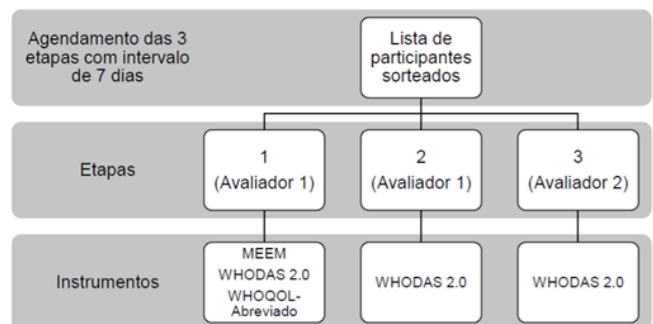 Agendamento das 3
etapas com intervalo
de 7 dias
Lista de
participantes
sorteados
Etapas
1
(Avaliador 1)
2
(Avaliador 1)
3
(Avaliador 2)
Instrumentos
MEEM
WHODAS 2.0
WHOQOL-
Abreviado
WHODAS 2.0
WHODAS 2.0